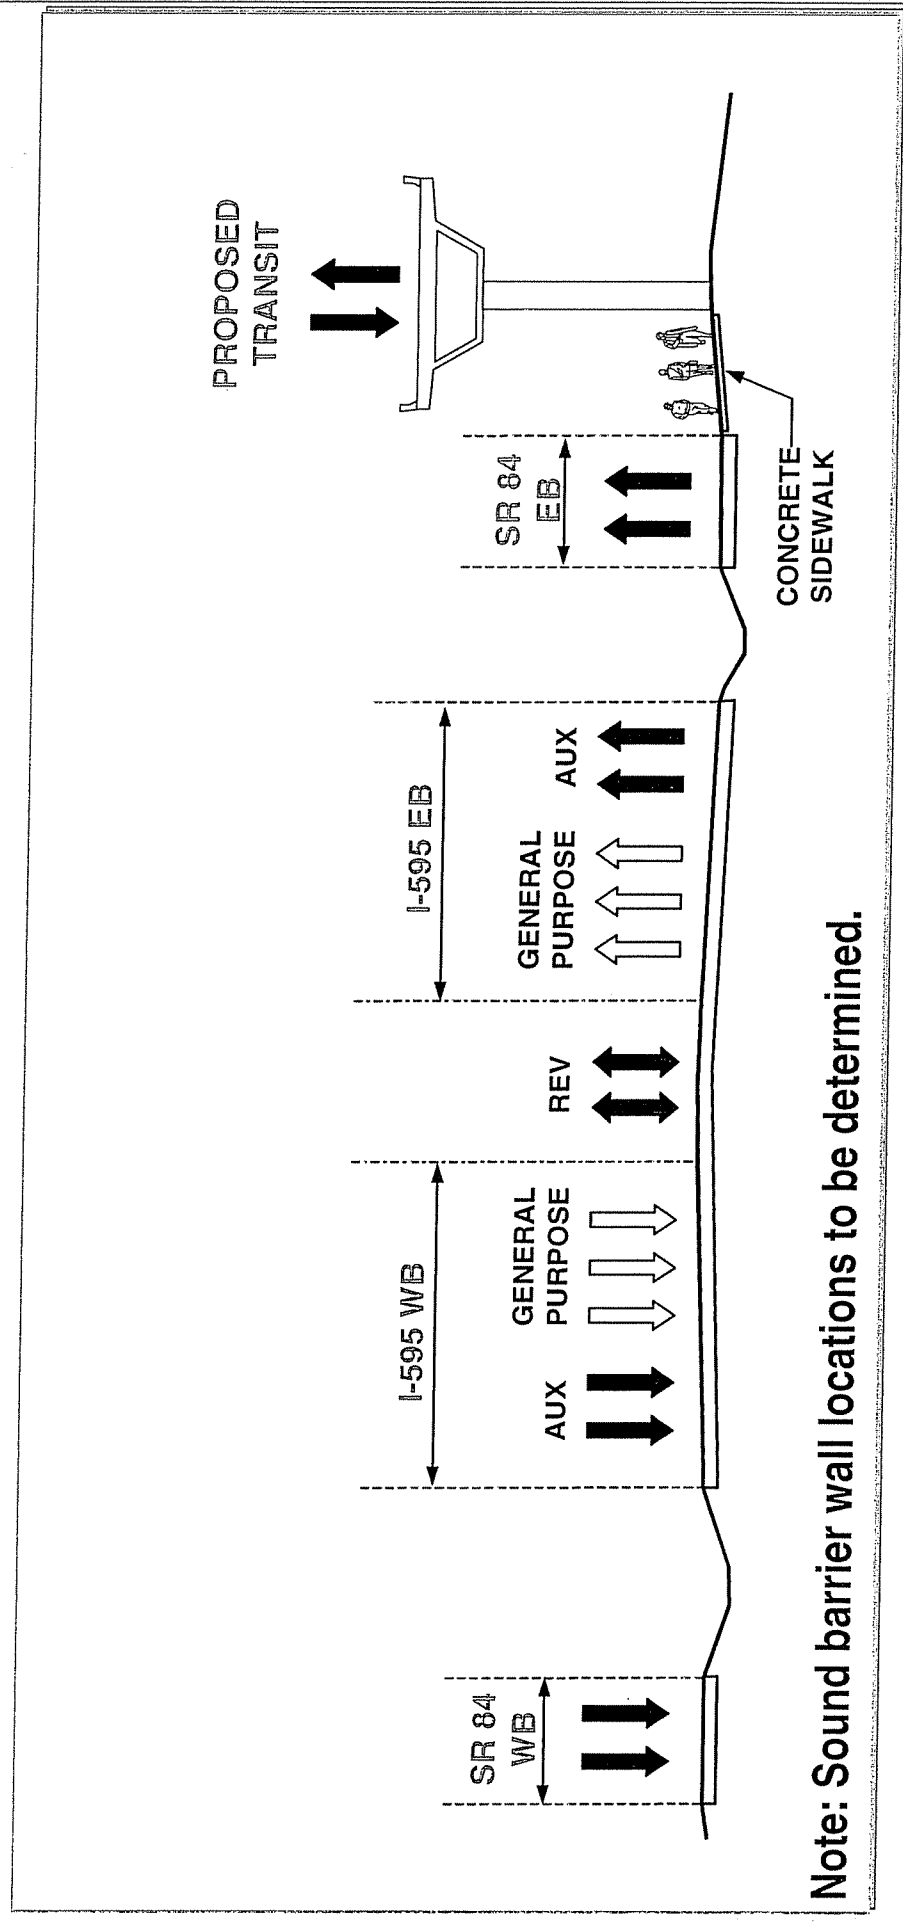 SR 84
WB
I-595 WB
AUX
GENERAL
PURPOSE
REV
I-595 EB
GENERAL
PURPOSE
AUX
SR 84
EB
PROPOSED
TRANSIT
CONCRETE
SIDEWALK
Note: Sound barrier wall locations to be determined.